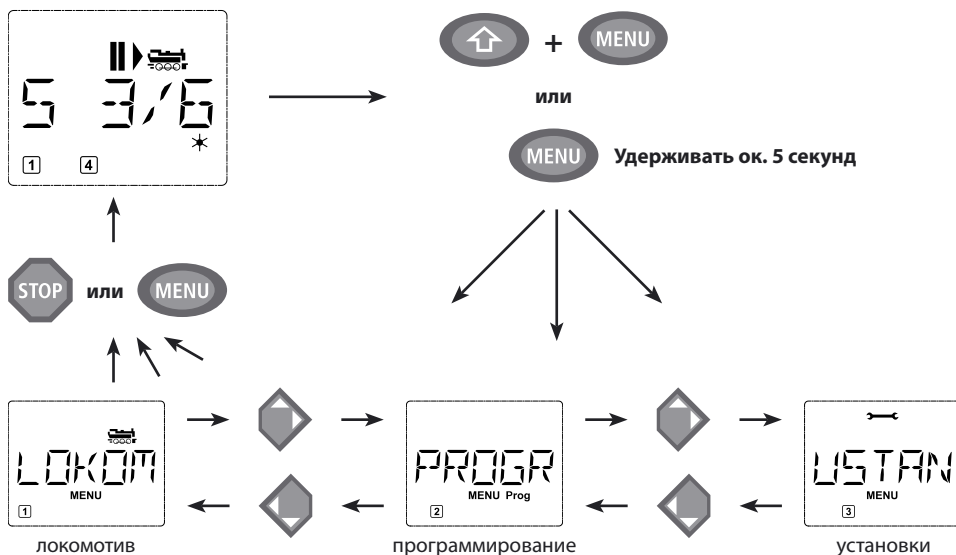 S 3/6
1 4
MENU
+
MENU
или
MENU
Удерживать ок. 5 секунд
STOP
или
MENU
LOKOM
MENU
1
локомотив
PROGR
MENU Prog
2
программирование
USTAN
MENU
3
установки